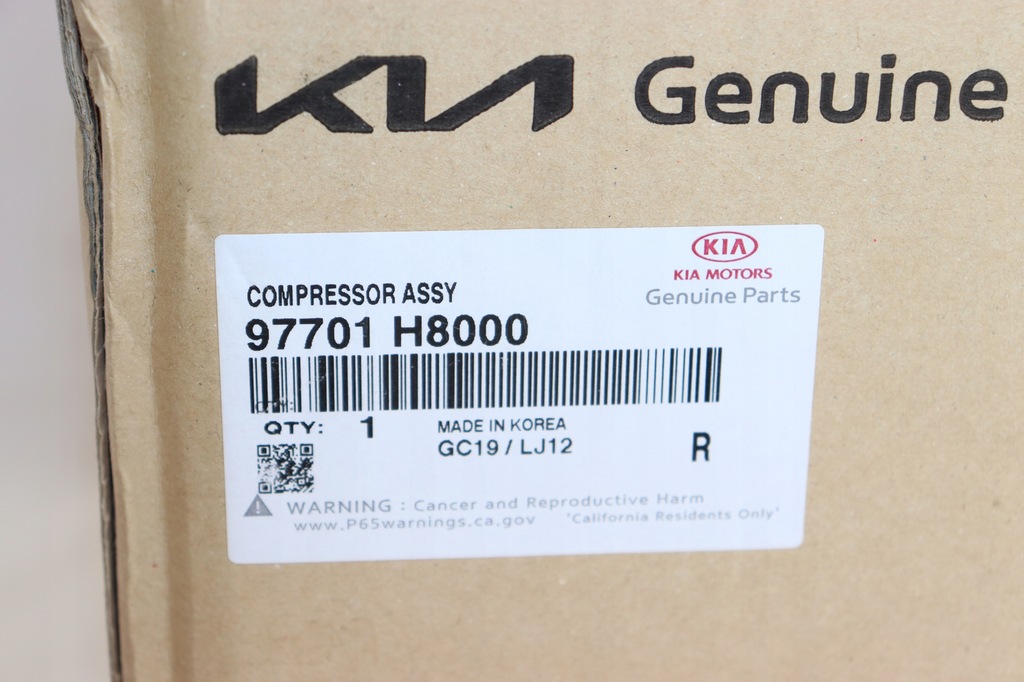 KIA Genuine
KIA
KIA MOTORS
Genuine Parts
COMPRESSOR ASSY
97701 H8000
QTY:
QTY: 1
MADE IN KOREA
GC19 / LJ12
R
WARNING : Cancer and Reproductive Harm
www.P65warnings.ca.gov 'California Residents Only'